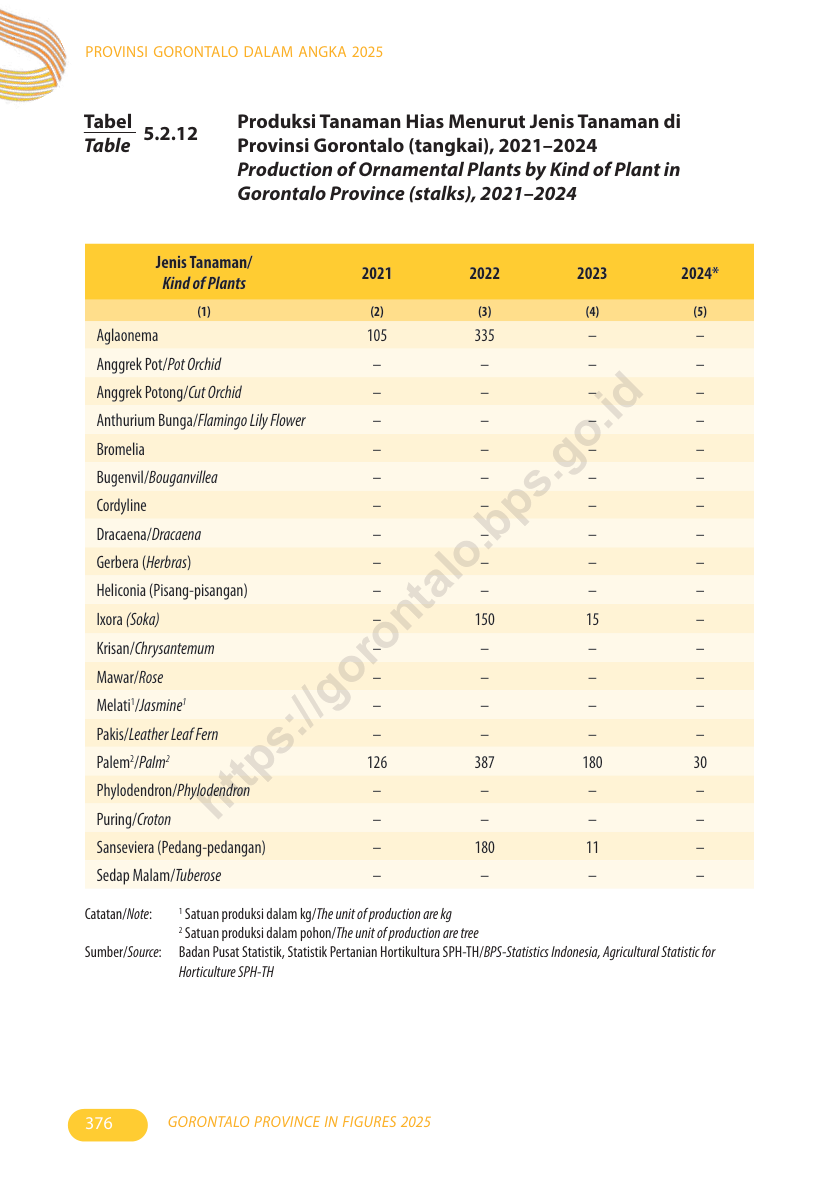 PROVINSI GORONTALO DALAM ANGKA 2025
Tabel
Table
5.2.12
Produksi Tanaman Hias Menurut Jenis Tanaman di
Provinsi Gorontalo (tangkai), 2021–2024
Production of Ornamental Plants by Kind of Plant in
Gorontalo Province (stalks), 2021–2024
Jenis Tanaman/
Kind of Plants
2021 2022 2023 2024*
(1) (2) (3) (4) (5)
Aglaonema 105 335 – –
Anggrek Pot/Pot Orchid – – – –
Anggrek Potong/Cut Orchid – – – –
Anthurium Bunga/Flamingo Lily Flower – – – –
Bromelia – – – –
Bugenvil/Bouganvillea – – – –
Cordyline – – – –
Dracaena/Dracaena – – – –
Gerbera (Herbras) – – – –
Heliconia (Pisang-pisangan) – – – –
Ixora (Soka) – 150 15 –
Krisan/Chrysantemum – – – –
Mawar/Rose – – – –
Melati¹/Jasmine¹ – – – –
Pakis/Leather Leaf Fern – – – –
Palem²/Palm² 126 387 180 30
Phylodendron/Phylodendron – – – –
Puring/Croton – – – –
Sanseviera (Pedang-pedangan) – 180 11 –
Sedap Malam/Tuberose – – – –
https://gorontalo.bps.go.id
Catatan/Note: ¹ Satuan produksi dalam kg/The unit of production are kg
² Satuan produksi dalam pohon/The unit of production are tree
Sumber/Source: Badan Pusat Statistik, Statistik Pertanian Hortikultura SPH-TH/BPS-Statistics Indonesia, Agricultural Statistic for
Horticulture SPH-TH
376 GORONTALO PROVINCE IN FIGURES 2025